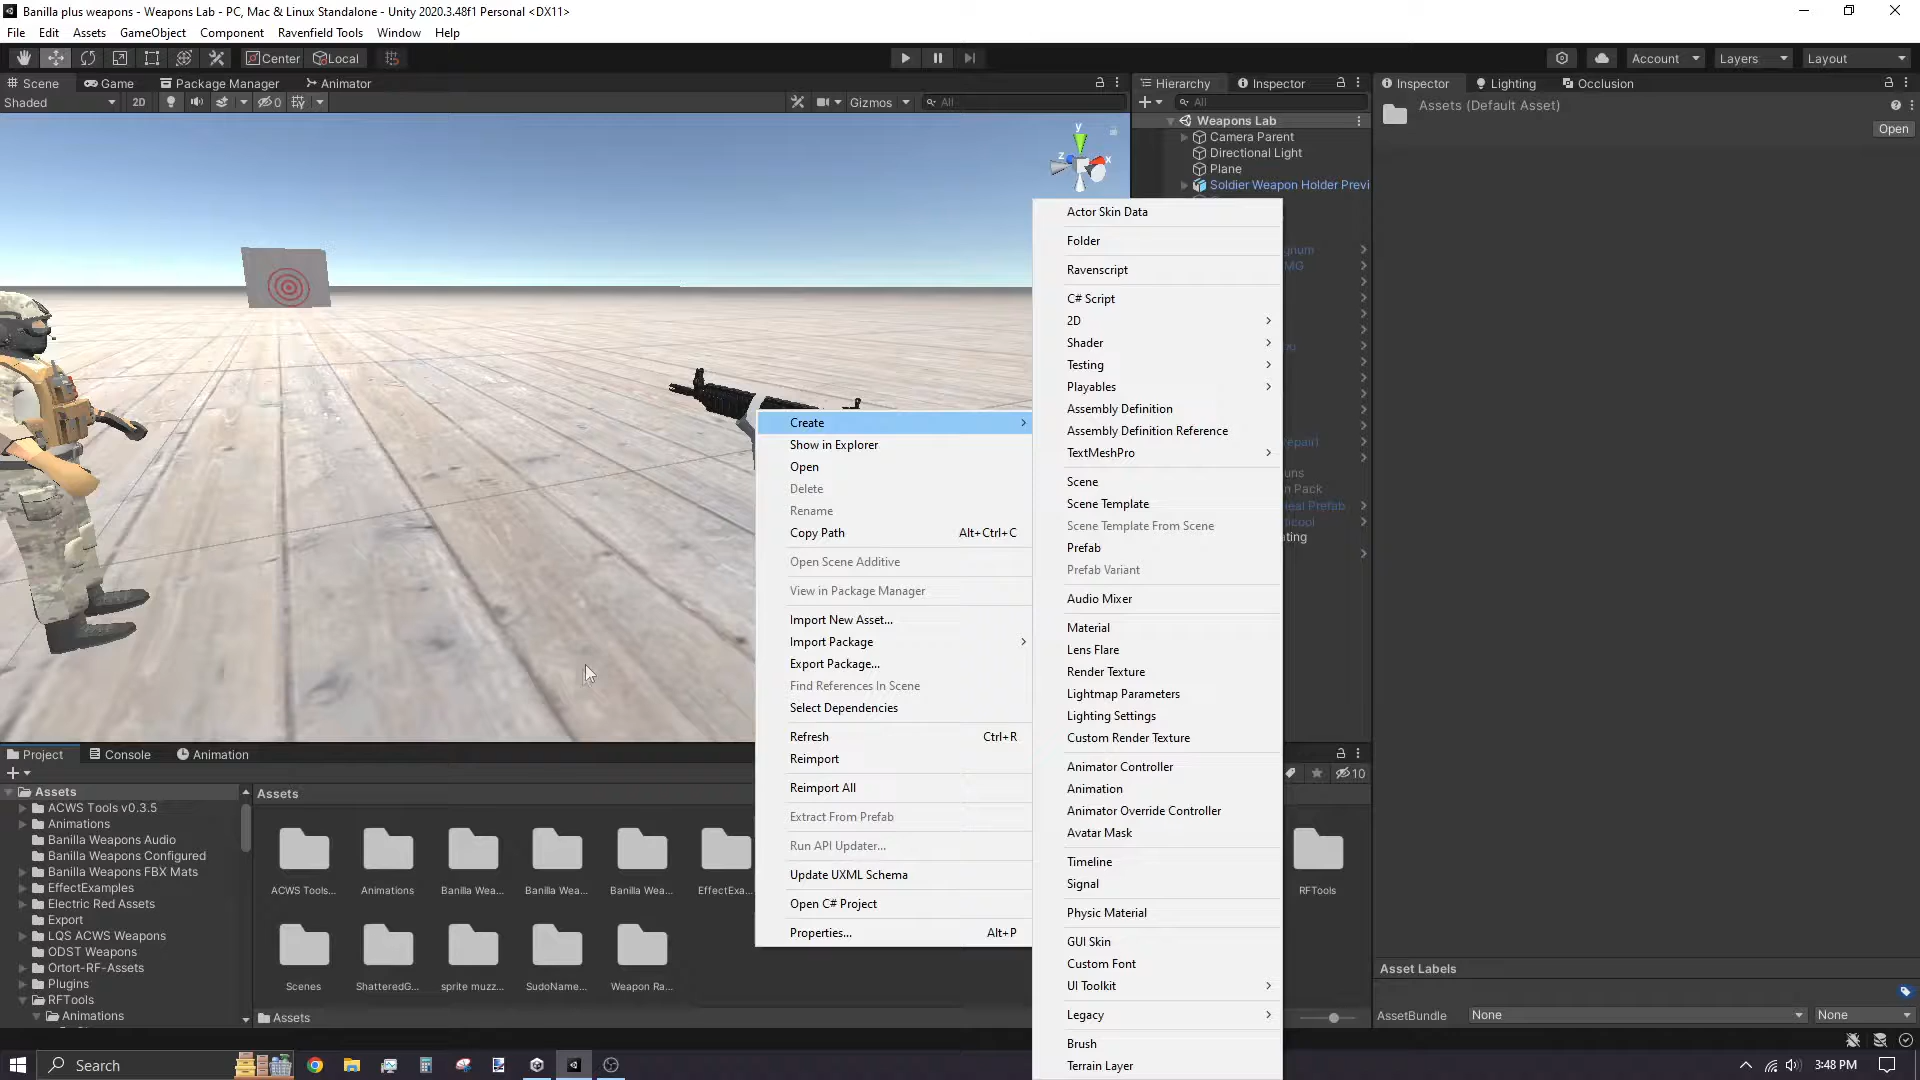 Banilla plus weapons - Weapons Lab - PC, Mac & Linux Standalone - Unity 2020.3.48f1 Personal <DX11>
File Edit Assets GameObject Component Ravenfield Tools Window Help
Center Local Account Layers Layout
Scene Game Package Manager Animator
Shaded 2D 0 Gizmos All
y
z x
Hierarchy Inspector
All
Weapons Lab
Camera Parent
Directional Light
Plane
Soldier Weapon Holder Previ
gnum
MG
epair)
uns
n Pack
eal Prefab
ticool
ting
Inspector Lighting Occlusion
Assets (Default Asset)
Open
Create
Show in Explorer
Open
Delete
Rename
Copy Path Alt+Ctrl+C
Open Scene Additive
View in Package Manager
Import New Asset...
Import Package
Export Package...
Find References In Scene
Select Dependencies
Refresh Ctrl+R
Reimport
Reimport All
Extract From Prefab
Run API Updater...
Update UXML Schema
Open C# Project
Properties... Alt+P
Actor Skin Data
Folder
Ravenscript
C# Script
2D
Shader
Testing
Playables
Assembly Definition
Assembly Definition Reference
TextMeshPro
Scene
Scene Template
Scene Template From Scene
Prefab
Prefab Variant
Audio Mixer
Material
Lens Flare
Render Texture
Lightmap Parameters
Lighting Settings
Custom Render Texture
Animator Controller
Animation
Animator Override Controller
Avatar Mask
Timeline
Signal
Physic Material
GUI Skin
Custom Font
UI Toolkit
Legacy
Brush
Terrain Layer
Project Console Animation
10
Assets
ACWS Tools v0.3.5
Animations
Banilla Weapons Audio
Banilla Weapons Configured
Banilla Weapons FBX Mats
EffectExamples
Electric Red Assets
Export
LQS ACWS Weapons
ODST Weapons
Ortort-RF-Assets
Plugins
RFTools
Animations
Assets
ACWS Tools... Animations Banilla Wea... Banilla Wea... Banilla Wea... EffectExa... RFTools
Scenes ShatteredG... sprite muzz... SudoName... Weapon Ra...
Assets
Asset Labels
AssetBundle None None
Search
3:48 PM